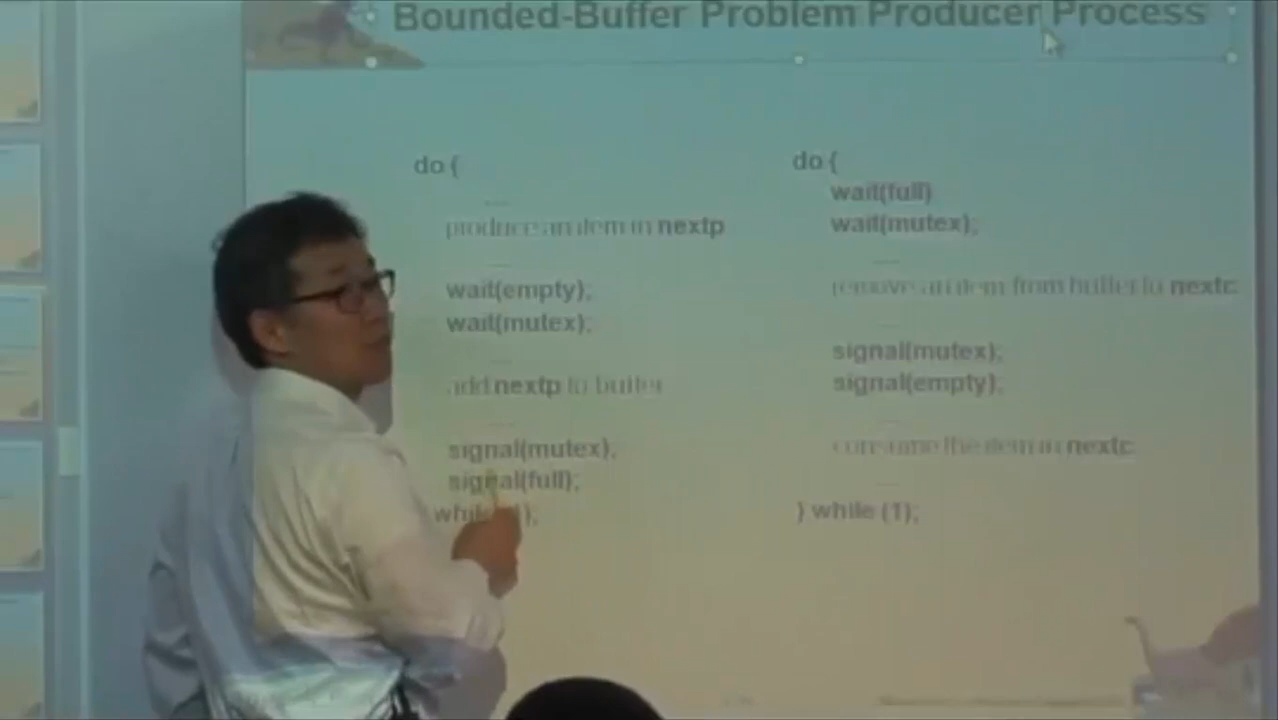 Bounded-Buffer Problem Producer Process
do {
...
produce an item in nextp
...
wait(empty);
wait(mutex);
...
add nextp to buffer
...
signal(mutex);
signal(full);
} while (1);
do {
wait(full)
wait(mutex);
...
remove an item from buffer to nextc
...
signal(mutex);
signal(empty);
...
consume the item in nextc
...
} while (1);